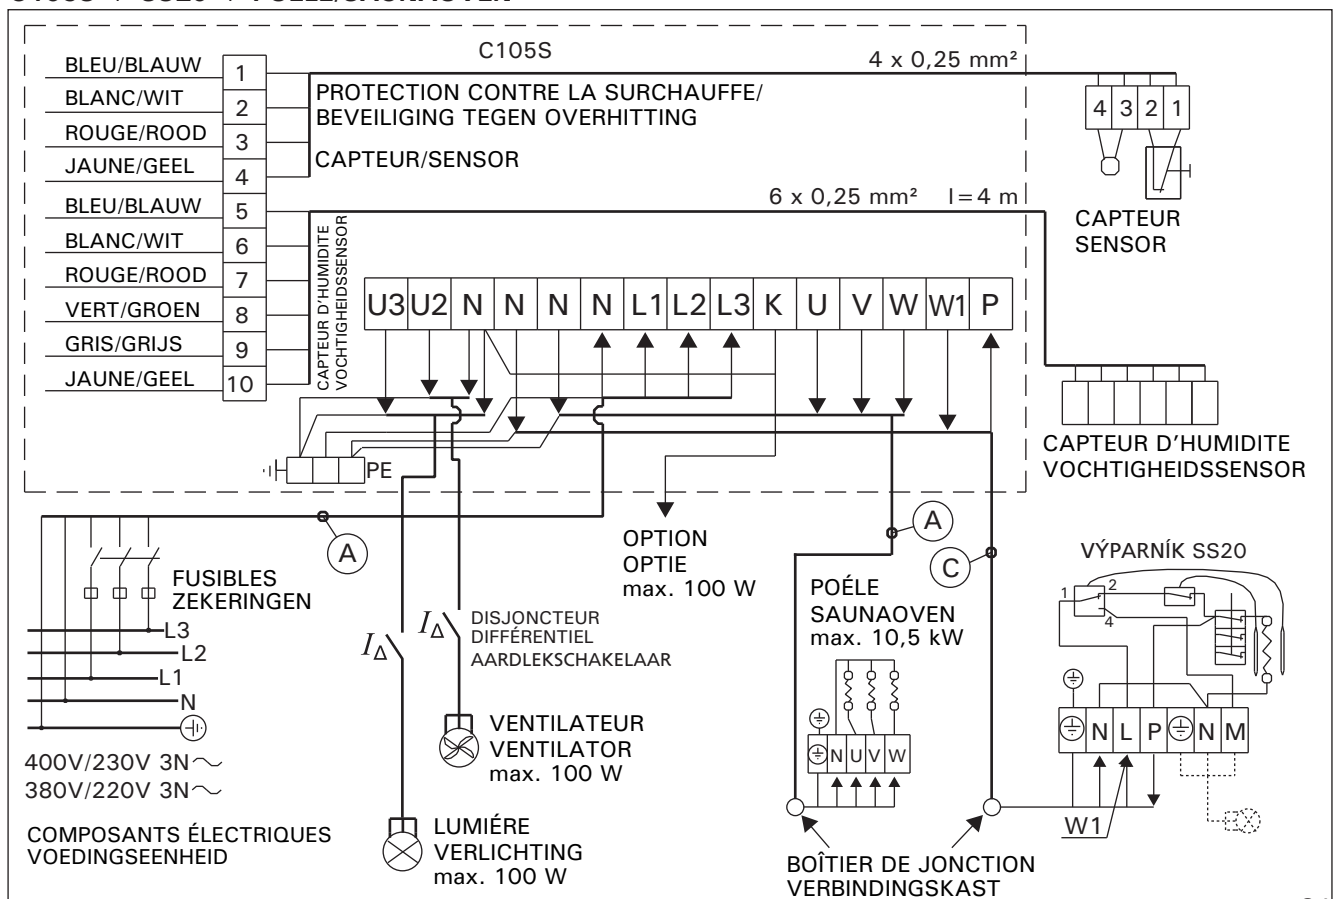 C105S
4 x 0,25 mm²
BLEU/BLAUW 1
BLANC/WIT 2
ROUGE/ROOD 3
JAUNE/GEEL 4
BLEU/BLAUW 5
BLANC/WIT 6
ROUGE/ROOD 7
VERT/GROEN 8
GRIS/GRIJS 9
JAUNE/GEEL 10
PROTECTION CONTRE LA SURCHAUFFE/
BEVEILIGING TEGEN OVERHITTING
CAPTEUR/SENSOR
4 3 2 1
CAPTEUR
SENSOR
6 x 0,25 mm² l=4 m
CAPTEUR D'HUMIDITE
VOCHTIGHEIDSSENSOR
U3 U2 N N N N L1 L2 L3 K U V W W1 P
CAPTEUR D'HUMIDITE
VOCHTIGHEIDSSENSOR
PE
A
OPTION
OPTIE
max. 100 W
A
C
FUSIBLES
ZEKERINGEN
L3
L2
L1
N
400V/230V 3N~
380V/220V 3N~
COMPOSANTS ÉLECTRIQUES
VOEDINGSEENHEID
IΔ
IΔ
DISJONCTEUR
DIFFÉRENTIEL
AARDLEKSCHAKELAAR
VENTILATEUR
VENTILATOR
max. 100 W
LUMIÉRE
VERLICHTING
max. 100 W
POÉLE
SAUNAOVEN
max. 10,5 kW
N U V W
BOÎTIER DE JONCTION
VERBINDINGSKAST
VÝPARNÍK SS20
1 2
4
N L P N M
W1